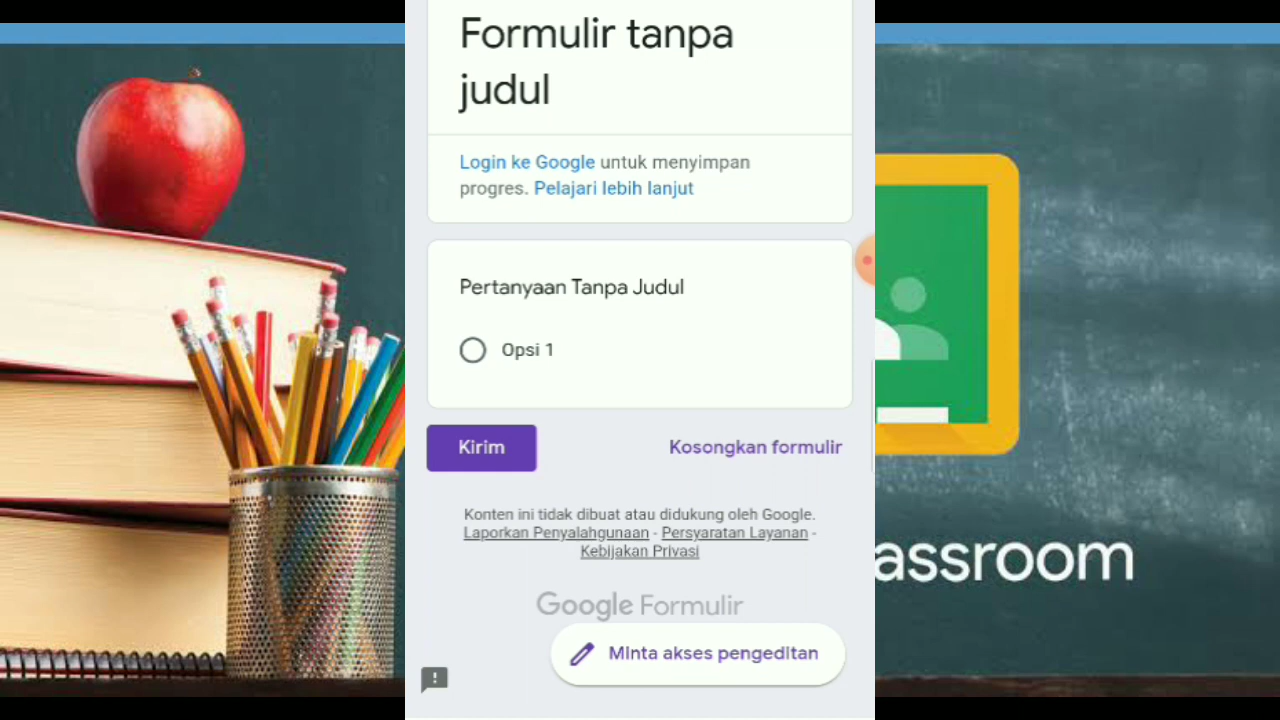 Formulir tanpa
judul
Login ke Google untuk menyimpan
progres. Pelajari lebih lanjut
Pertanyaan Tanpa Judul
Opsi 1
Kirim
Kosongkan formulir
Konten ini tidak dibuat atau didukung oleh Google.
Laporkan Penyalahgunaan - Persyaratan Layanan -
Kebijakan Privasi
Google Formulir
Minta akses pengeditan
assroom